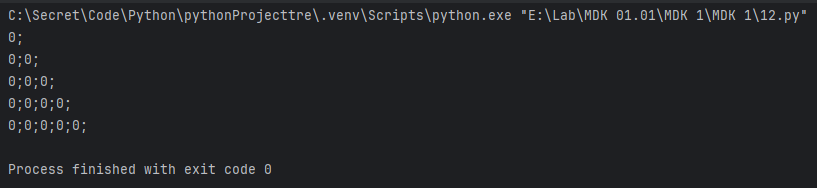 C:\Secret\Code\Python\pythonProjecttre\.venv\Scripts\python.exe "E:\Lab\MDK 01.01\MDK 1\MDK 1\12.py"
0;
0;0;
0;0;0;
0;0;0;0;
0;0;0;0;0;
Process finished with exit code 0